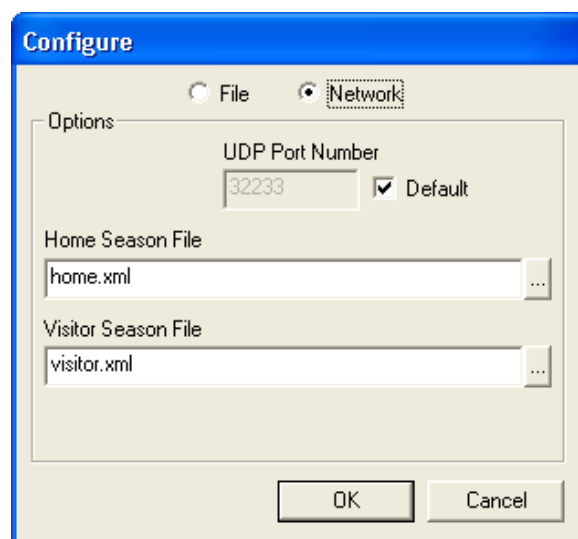 Configure
File Network
Options
UDP Port Number
32233 Default
Home Season File
home.xml ...
Visitor Season File
visitor.xml ...
OK Cancel